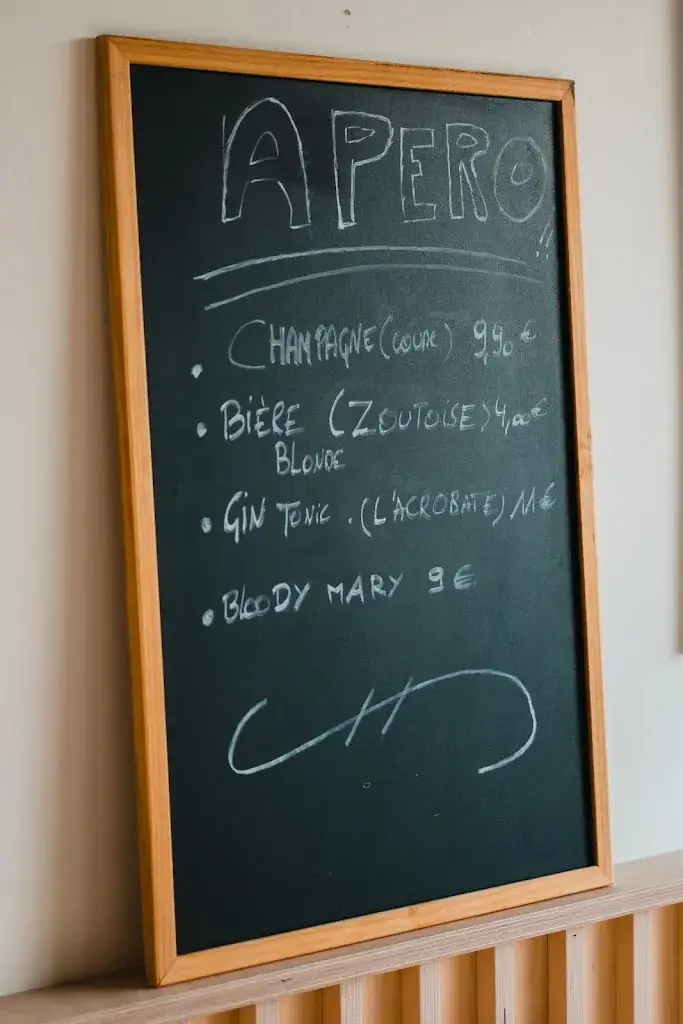 APERO !!
• CHAMPAGNE (coupe) 9,90 €
• BIÈRE (ZOUTOISE) 4,00€
BLONDE
• GIN TONIC . (L'ACROBATE) 11 €
• BLOODY MARY 9 €